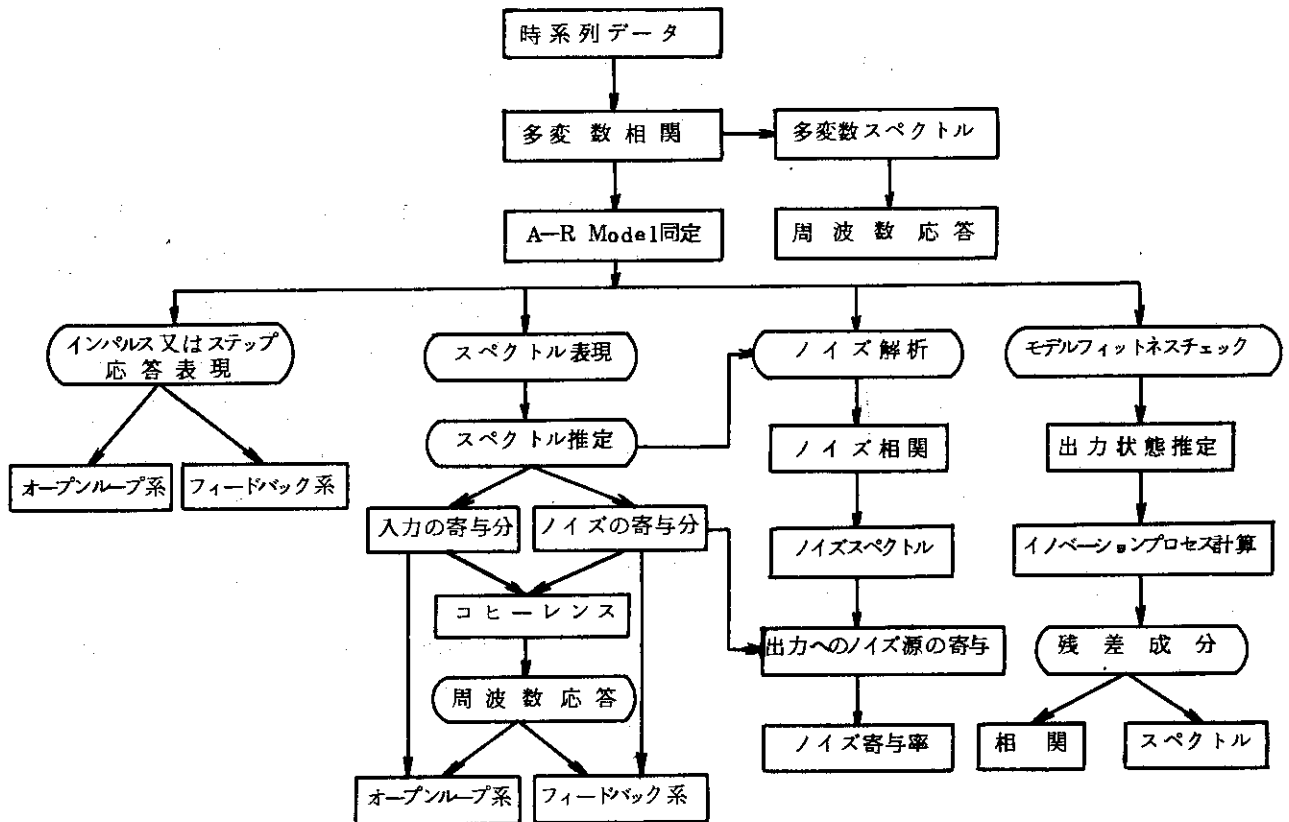 時系列データ
多変数相関
多変数スペクトル
A-R Model同定
周波数応答
インパルス又はステップ
応答表現
スペクトル表現
ノイズ解析
モデルフィットネスチェック
スペクトル推定
ノイズ相関
出力状態推定
オープンループ系
フィードバック系
入力の寄与分
ノイズの寄与分
ノイズスペクトル
イノベーションプロセス計算
コヒーレンス
出力へのノイズ源の寄与
残差成分
周波数応答
ノイズ寄与率
相関
スペクトル
オープンループ系
フィードバック系